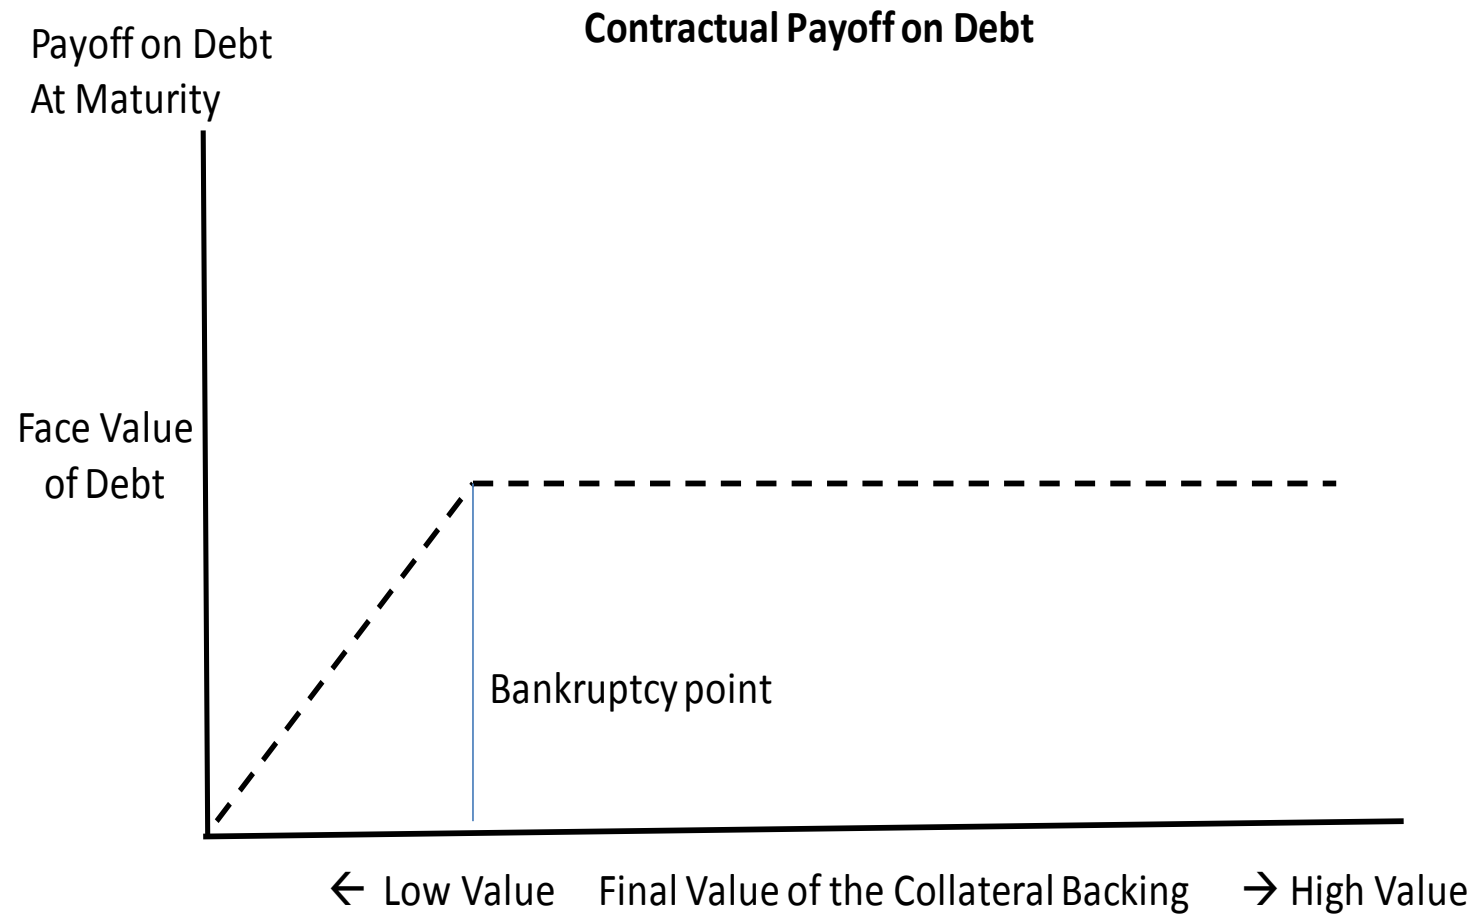 Contractual Payoff on Debt
Payoff on Debt
At Maturity
Face Value
of Debt
Bankruptcy point
← Low Value Final Value of the Collateral Backing → High Value